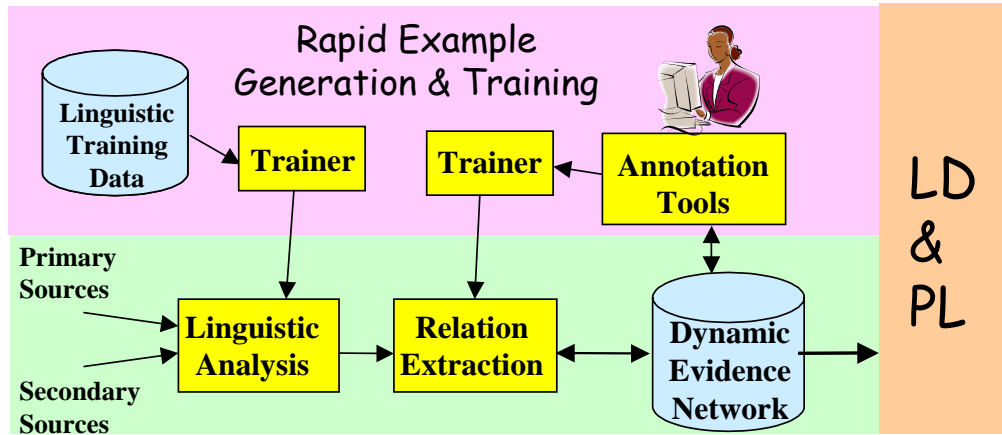 Rapid Example
Generation & Training
Linguistic
Training
Data
Trainer
Trainer
Annotation
Tools
LD
&
PL
Primary
Sources
Linguistic
Analysis
Relation
Extraction
Dynamic
Evidence
Network
Secondary
Sources